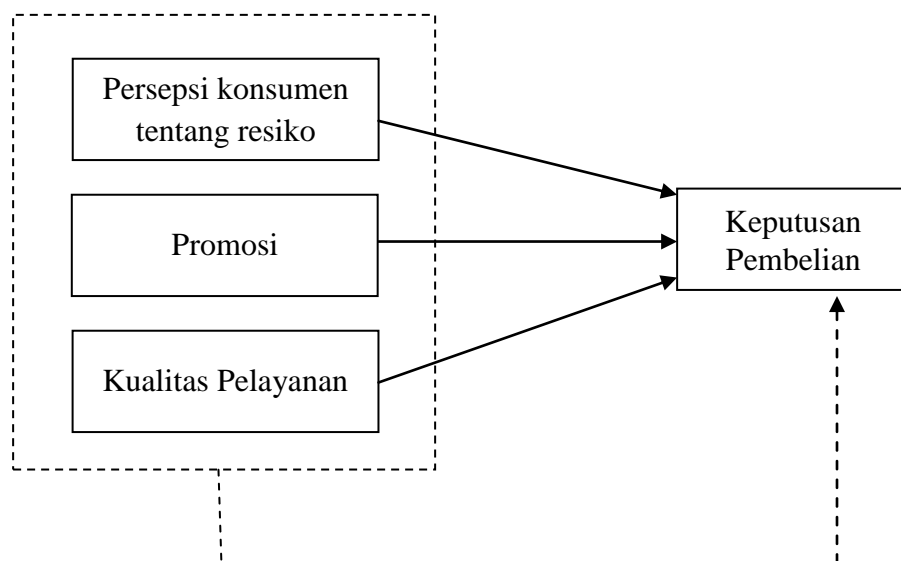 Persepsi konsumen
tentang resiko
Promosi
Kualitas Pelayanan
Keputusan
Pembelian